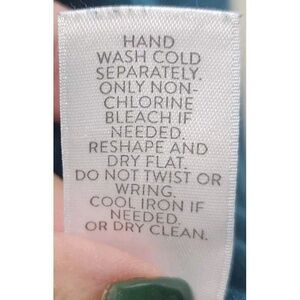 HAND
WASH COLD
SEPARATELY.
ONLY NON-
CHLORINE
BLEACH IF
NEEDED.
RESHAPE AND
DRY FLAT.
DO NOT TWIST OR
WRING.
COOL IRON IF
NEEDED.
OR DRY CLEAN.